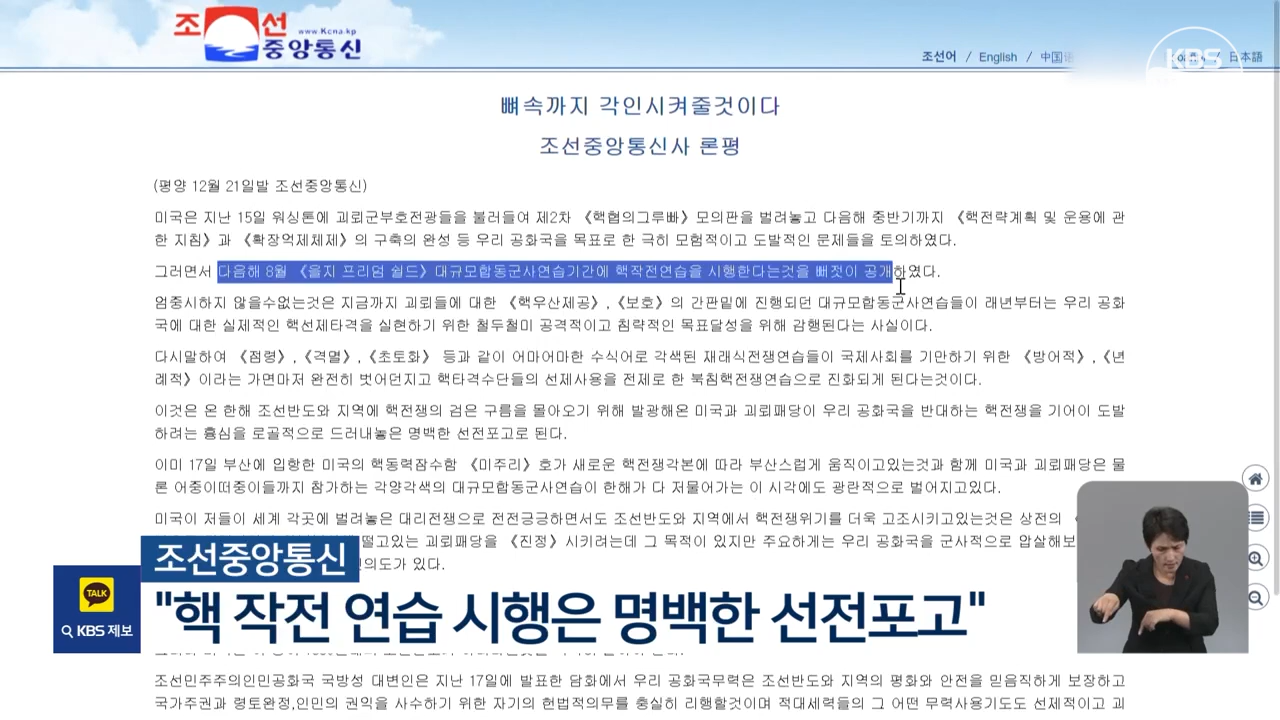 조선
www.Kcna.kp
중앙통신
조선어 / English / 中国语 / 日本語
KBS
뼈속까지 각인시켜줄것이다
조선중앙통신사 론평
(평양 12월 21일발 조선중앙통신)
미국은 지난 15일 워싱톤에 괴뢰군부호전광들을 불러들여 제2차 《핵협의그루빠》모의판을 벌려놓고 다음해 중반기까지 《핵전략계획 및 운용에 관
한 지침》과 《확장억제체제》의 구축의 완성 등 우리 공화국을 목표로 한 극히 모험적이고 도발적인 문제들을 토의하였다.
그러면서 다음해 8월 《을지 프리덤 쉴드》대규모합동군사연습기간에 핵작전연습을 시행한다는것을 뻐젓이 공개하였다.
엄중시하지 않을수없는것은 지금까지 괴뢰들에 대한 《핵우산제공》,《보호》의 간판밑에 진행되던 대규모합동군사연습들이 래년부터는 우리 공화
국에 대한 실제적인 핵선제타격을 실현하기 위한 철두철미 공격적이고 침략적인 목표달성을 위해 감행된다는 사실이다.
다시말하여 《점령》,《격멸》,《초토화》 등과 같이 어마어마한 수식어로 각색된 재래식전쟁연습들이 국제사회를 기만하기 위한 《방어적》,《년
례적》이라는 가면마저 완전히 벗어던지고 핵타격수단들의 선제사용을 전제로 한 북침핵전쟁연습으로 진화되게 된다는것이다.
이것은 온 한해 조선반도와 지역에 핵전쟁의 검은 구름을 몰아오기 위해 발광해온 미국과 괴뢰패당이 우리 공화국을 반대하는 핵전쟁을 기어이 도발
하려는 흉심을 로골적으로 드러내놓은 명백한 선전포고로 된다.
이미 17일 부산에 입항한 미국의 핵동력잠수함 《미주리》호가 새로운 핵전쟁각본에 따라 부산스럽게 움직이고있는것과 함께 미국과 괴뢰패당은 물
론 어중이떠중이들까지 참가하는 각양각색의 대규모합동군사연습이 한해가 다 저물어가는 이 시각에도 광란적으로 벌어지고있다.
미국이 저들이 세계 각곳에 벌려놓은 대리전쟁으로 전전긍긍하면서도 조선반도와 지역에서 핵전쟁위기를 더욱 고조시키고있는것은 상전의
떨고있는 괴뢰패당을 《진정》시키려는데 그 목적이 있지만 주요하게는 우리 공화국을 군사적으로 압살해보
의도가 있다.
조선중앙통신
TALK
KBS 제보
"핵 작전 연습 시행은 명백한 선전포고"
조선민주주의인민공화국 국방성 대변인은 지난 17일에 발표한 담화에서 우리 공화국무력은 조선반도와 지역의 평화와 안전을 믿음직하게 보장하고
국가주권과 령토완정,인민의 권익을 사수하기 위한 자기의 헌법적의무를 충실히 리행할것이며 적대세력들의 그 어떤 무력사용기도도 선제적이고 괴